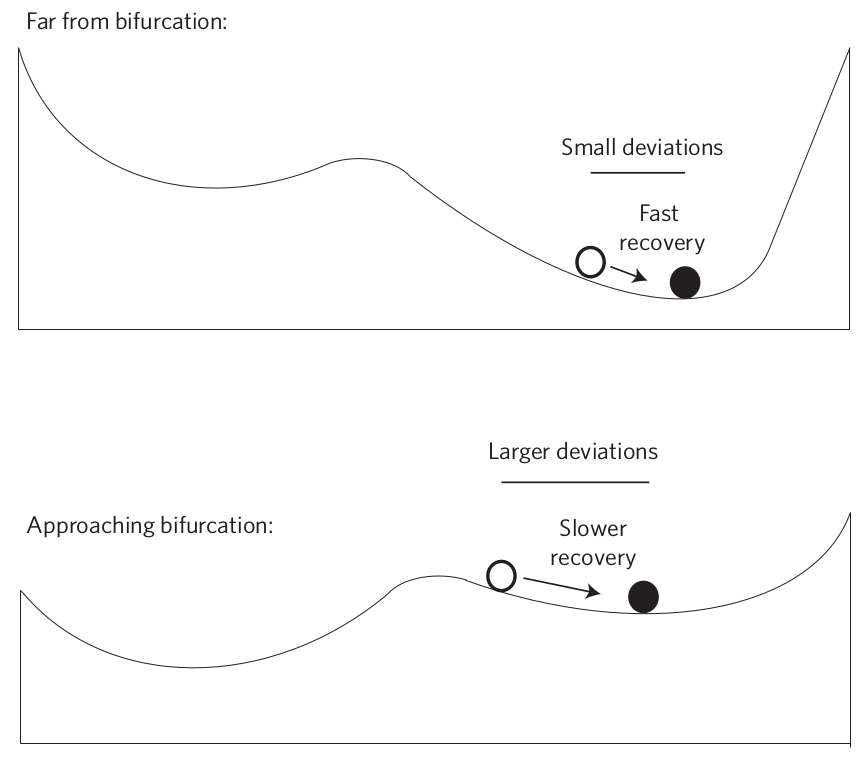 Far from bifurcation:
Small deviations
Fast
recovery
Larger deviations
Approaching bifurcation:
Slower
recovery